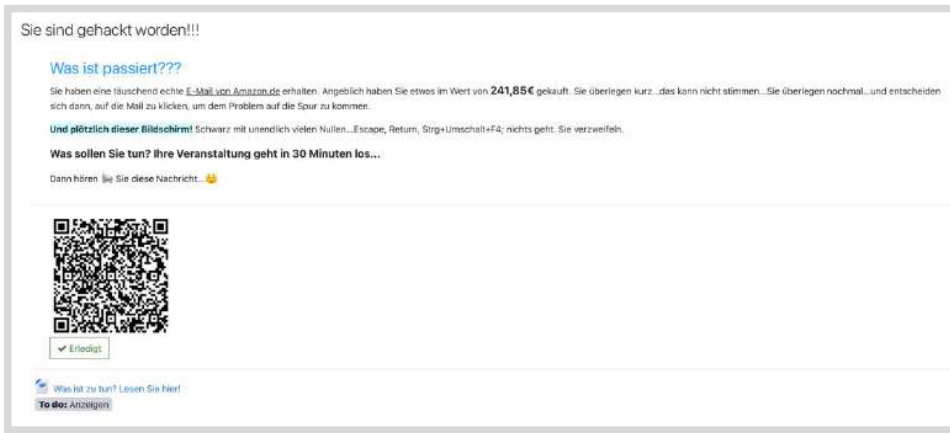 Sie sind gehackt worden!!!
Was ist passiert???
Sie haben eine täuschend echte E-Mail von Amazon.de erhalten. Angeblich haben Sie etwas im Wert von 241,85€ gekauft. Sie überlegen kurz...das kann nicht stimmen...Sie überlegen nochmal...und entscheiden
sich dann, auf die Mail zu klicken, um dem Problem auf die Spur zu kommen.
Und plötzlich dieser Bildschirm! Schwarz mit unendlich vielen Nullen...Escape, Return, Strg+Umschalt+F4; nichts geht. Sie verzweifeln.
Was sollen Sie tun? Ihre Veranstaltung geht in 30 Minuten los...
Dann hören Sie diese Nachricht...
Erledigt
Was ist zu tun? Lesen Sie hier!
To do: Anzeigen